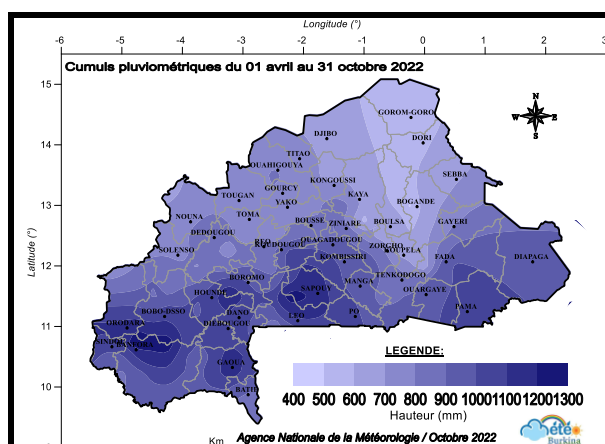 Longitude (°)
-6 -5 -4 -3 -2 -1 0 1 2 3
Cumuls pluviométriques du 01 avril au 31 octobre 2022
15
14
13
12
11
10
Latitude (°)
N
W E
S
GOROM-GORO
DJIBO
DORI
TITAO
OUAHIGOUYA
KONGOUSSI
SEBBA
TOUGAN
GOURCY
KAYA
YAKO
BOGANDE
NOUNA
TOMA
BOUSSE
ZINIARE
BOULSA
GAYERI
DEDOUGOU
REO
KOUDOUGOU
OUAGADOUGOU
ZORGHO
KOUPELA
SOLENSO
KOMBISSIRI
FADA
DIAPAGA
BOROMO
MANGA
TENKODOGO
HOUNDE
SAPOUY
OUARGAYE
BOBO-DSSO
DANO
LEO
PO
PAMA
ORODARA
DIEBOUGOU
SINDOU
BANFORA
GAOUA
BATIE
LEGENDE:
400 500 600 700 800 900 1000 1100 1200 1300
Hauteur (mm)
Km
Agence Nationale de la Météorologie / Octobre 2022
météo
Burkina